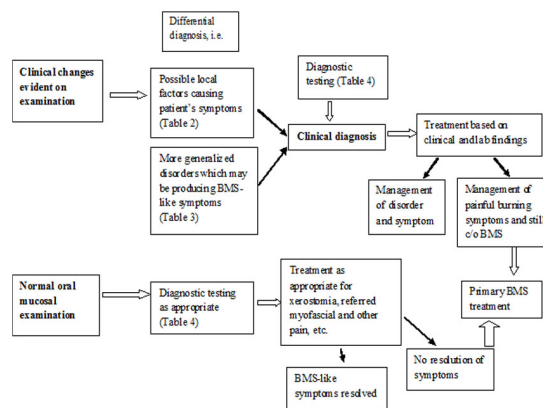 Differential
diagnosis, i.e.
Clinical changes
evident on
examination
Possible local
factors causing
patient's symptoms
(Table 2)
Diagnostic
testing (Table 4)
Clinical diagnosis
Treatment based on
clinical and lab findings
More generalized
disorders which may
be producing BMS-
like symptoms
(Table 3)
Management
of disorder
and symptom
Management of
painful burning
symptoms and still
c/o BMS
Normal oral
mucosal
examination
Diagnostic testing
as appropriate
(Table 4)
Treatment as
appropriate for
xerostomia, referred
myofascial and other
pain, etc.
Primary BMS
treatment
No resolution of
symptoms
BMS-like
symptoms resolved